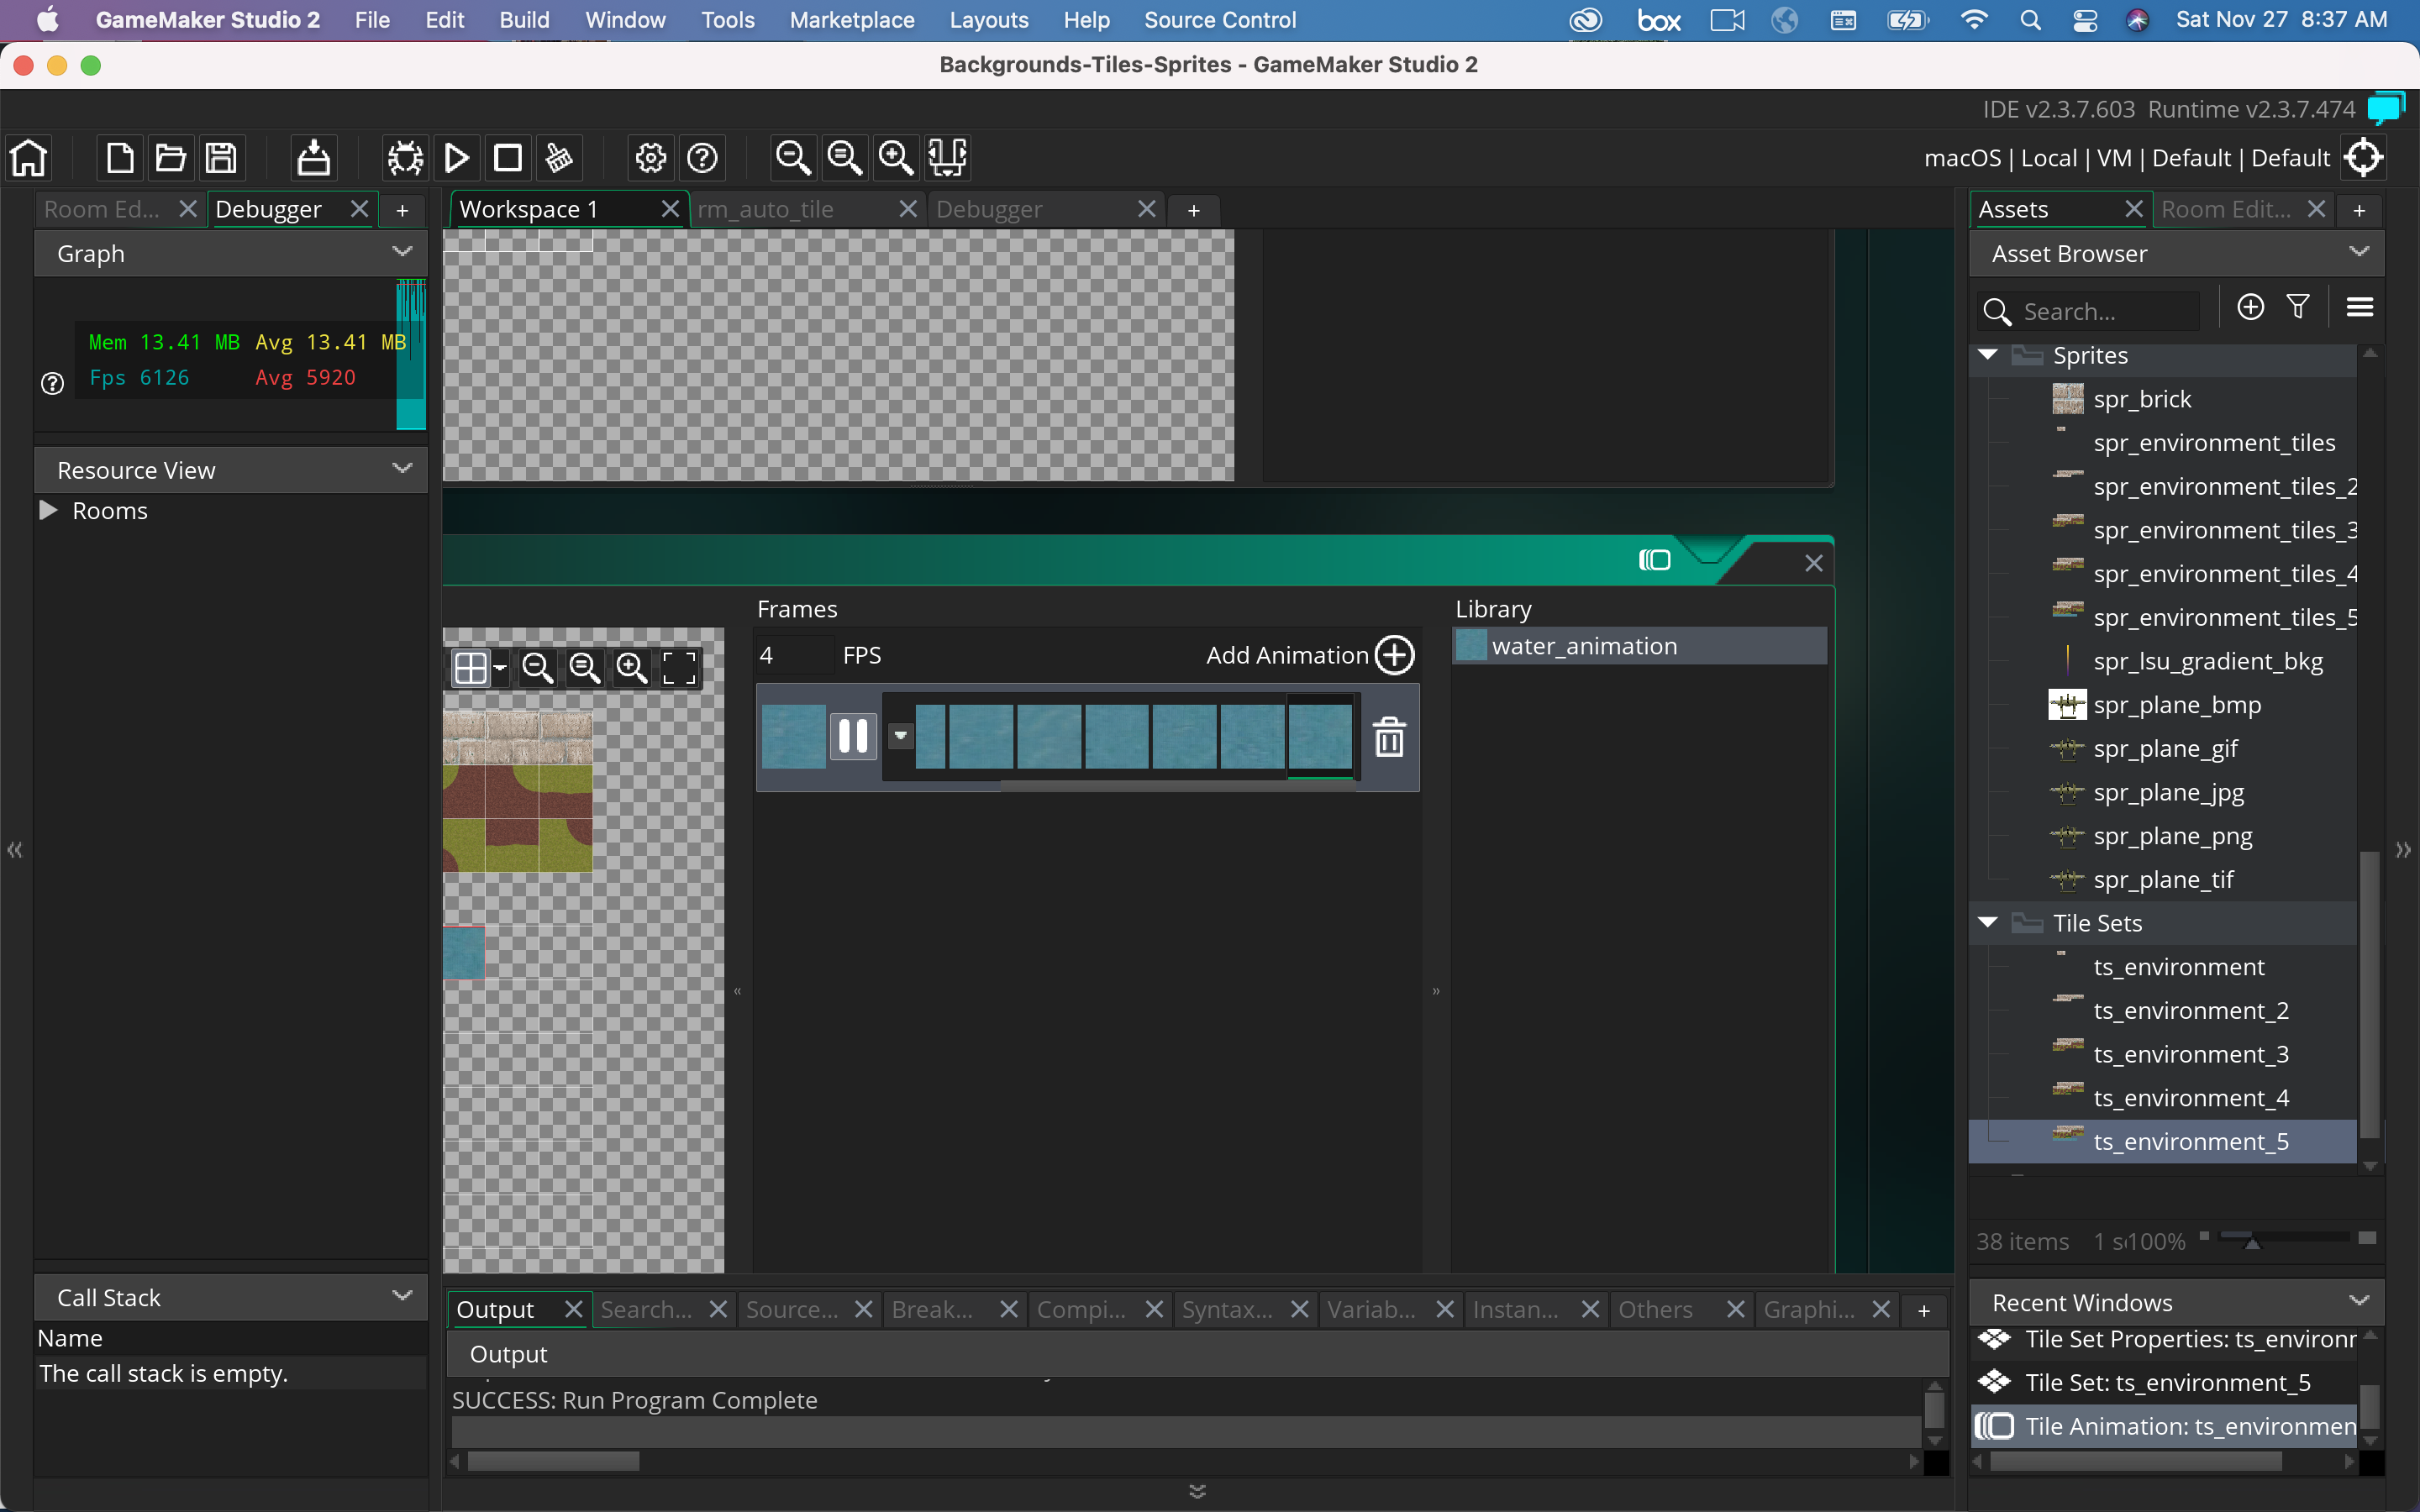 GameMaker Studio 2 File Edit Build Window Tools Marketplace Layouts Help Source Control box Sat Nov 27 8:37 AM
Backgrounds-Tiles-Sprites - GameMaker Studio 2
IDE v2.3.7.603 Runtime v2.3.7.474
macOS | Local | VM | Default | Default
Room Ed... Debugger +
Graph
Mem 13.41 MB Avg 13.41 MB
Fps 6126 Avg 5920
Resource View
Rooms
Call Stack
Name
The call stack is empty.
Workspace 1 rm_auto_tile Debugger +
Frames
4 FPS Add Animation
Library
water_animation
Output Search... Source... Break... Compi... Syntax... Variab... Instan... Others Graphi... +
Output
SUCCESS: Run Program Complete
Assets Room Edit... +
Asset Browser
Search...
Sprites
spr_brick
spr_environment_tiles
spr_environment_tiles_2
spr_environment_tiles_3
spr_environment_tiles_4
spr_environment_tiles_5
spr_lsu_gradient_bkg
spr_plane_bmp
spr_plane_gif
spr_plane_jpg
spr_plane_png
spr_plane_tif
Tile Sets
ts_environment
ts_environment_2
ts_environment_3
ts_environment_4
ts_environment_5
38 items 1 s 100%
Recent Windows
Tile Set Properties: ts_environm
Tile Set: ts_environment_5
Tile Animation: ts_environmen